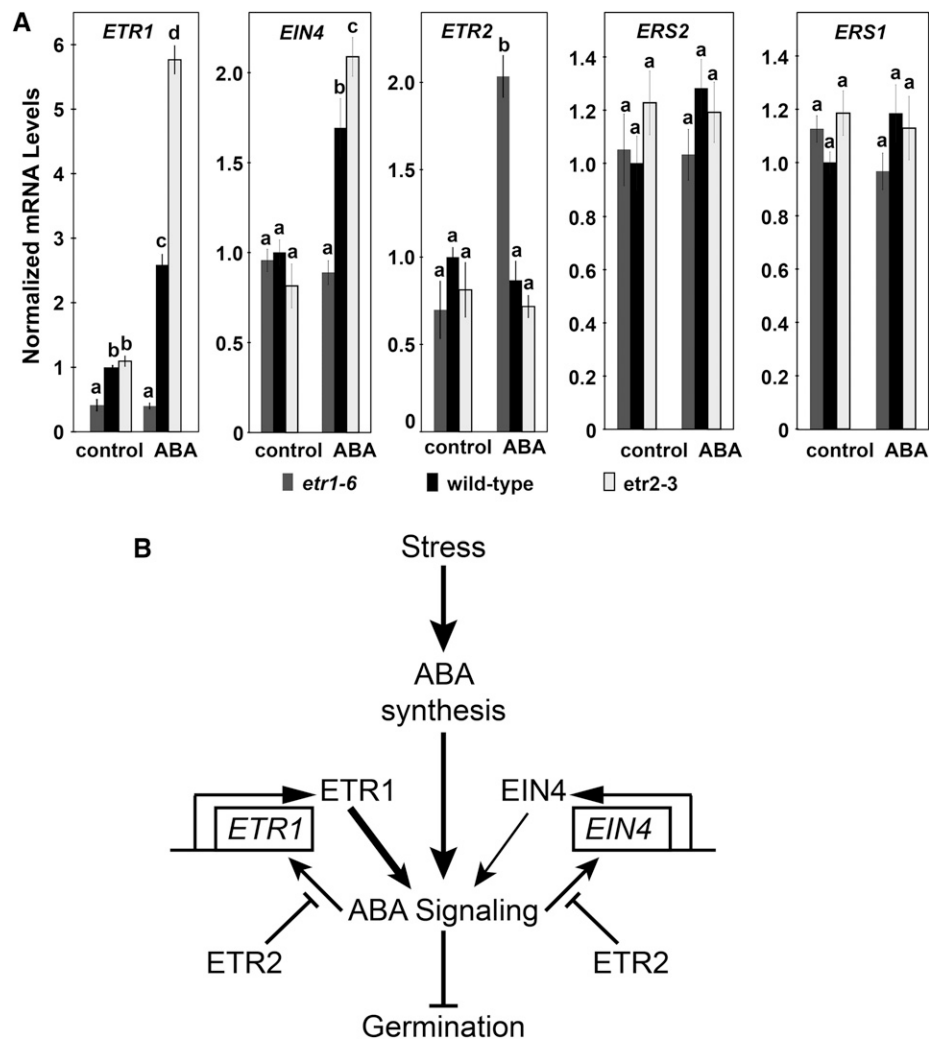 A
ETR1
EIN4
ETR2
ERS2
ERS1
Normalized mRNA Levels
6
5
4
3
2
1
0
a
b
b
a
c
d
control ABA
2.0
1.5
1.0
0.5
0
a
a
a
a
b
c
control ABA
2.0
1.5
1.0
0.5
0
a
a
a
b
a
a
control ABA
1.4
1.2
1.0
0.8
0.6
0.4
0.2
0
a
a
a
a
a
a
control ABA
1.4
1.2
1.0
0.8
0.6
0.4
0.2
0
a
a
a
a
a
a
control ABA
etr1-6
wild-type
etr2-3
B
Stress
ABA
synthesis
ETR1
EIN4
ETR1
EIN4
ABA Signaling
ETR2
ETR2
Germination